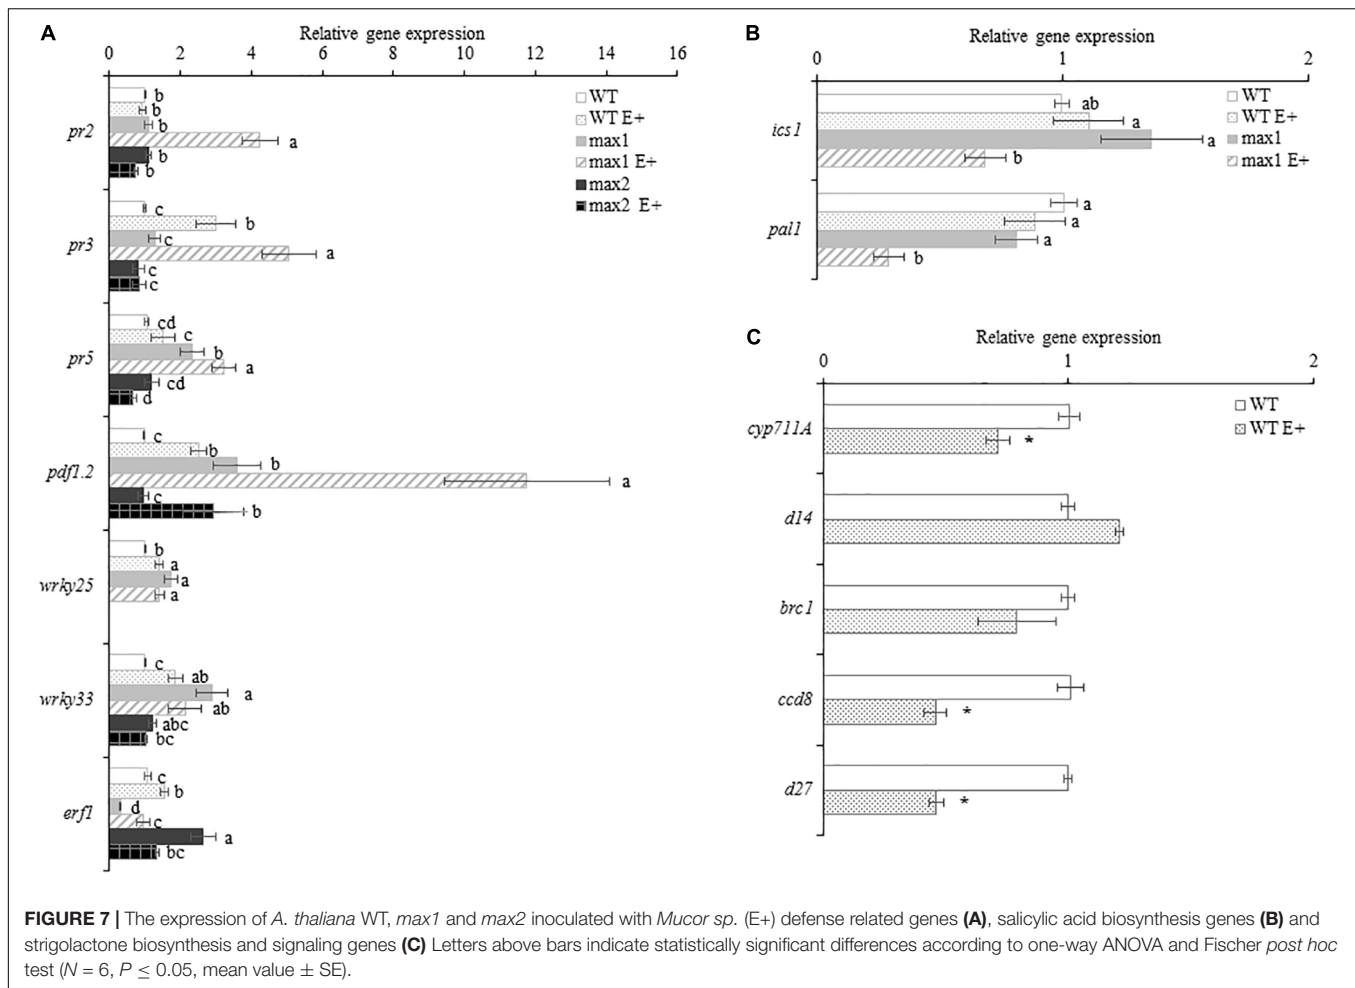 A
Relative gene expression
0 2 4 6 8 10 12 14 16
WT
WT E+
max1
max1 E+
max2
max2 E+
pr2
b
b
b
a
b
b
pr3
c
b
c
a
c
c
pr5
cd
c
b
a
cd
d
pdf1.2
c
b
b
a
c
b
wrky25
b
a
a
a
wrky33
c
ab
a
ab
abc
bc
erf1
c
b
d
c
a
bc
B
Relative gene expression
0 1 2
WT
WT E+
max1
max1 E+
ics1
ab
a
a
b
pal1
a
a
a
b
C
Relative gene expression
0 1 2
WT
WT E+
cyp711A
*
d14
brc1
ccd8
*
d27
*
FIGURE 7 | The expression of A. thaliana WT, max1 and max2 inoculated with Mucor sp. (E+) defense related genes (A), salicylic acid biosynthesis genes (B) and
strigolactone biosynthesis and signaling genes (C) Letters above bars indicate statistically significant differences according to one-way ANOVA and Fischer post hoc
test (N = 6, P ≤ 0.05, mean value ± SE).